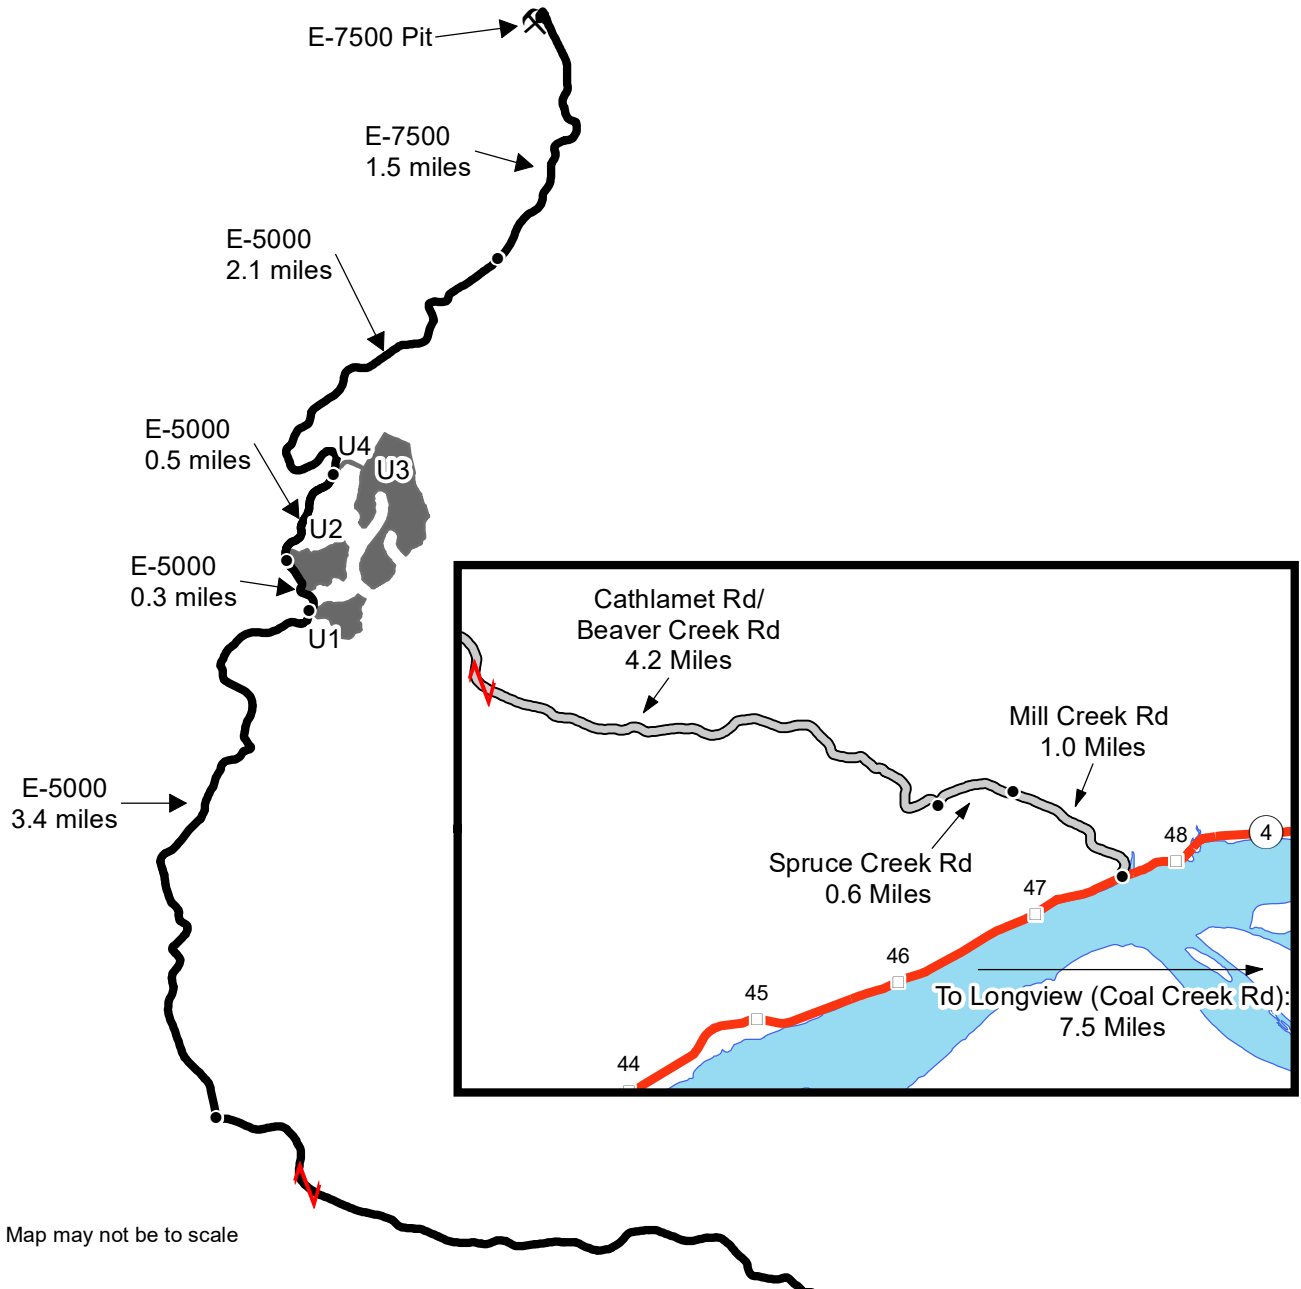 E-7500 Pit
E-7500
1.5 miles
E-5000
2.1 miles
E-5000
0.5 miles
U4
U3
U2
E-5000
0.3 miles
U1
E-5000
3.4 miles
Cathlamet Rd/
Beaver Creek Rd
4.2 Miles
Mill Creek Rd
1.0 Miles
Spruce Creek Rd
0.6 Miles
48
4
47
46
45
44
To Longview (Coal Creek Rd):
7.5 Miles
Map may not be to scale